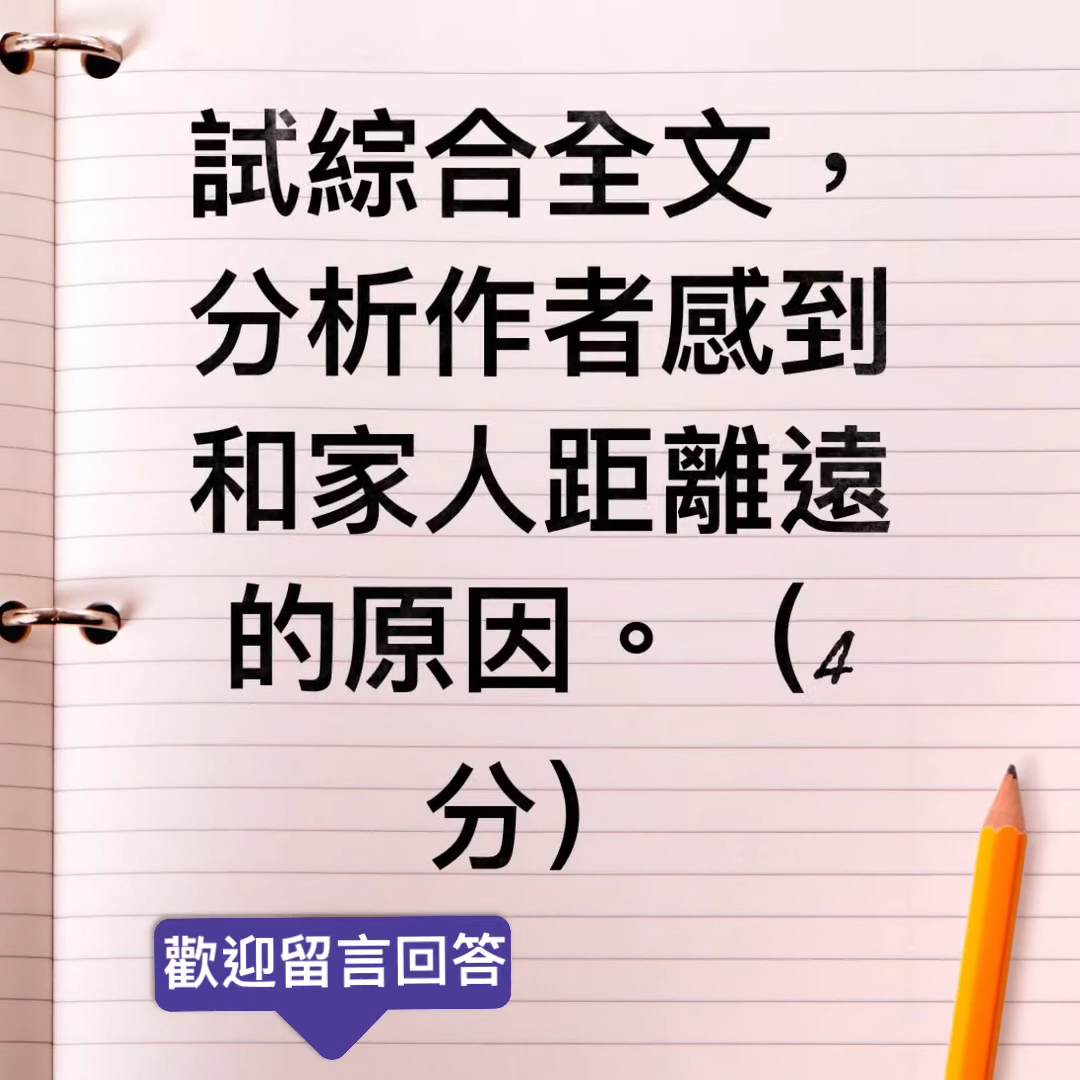 試綜合全文，
分析作者感到
和家人距離遠
的原因。（4
分）
歡迎留言回答